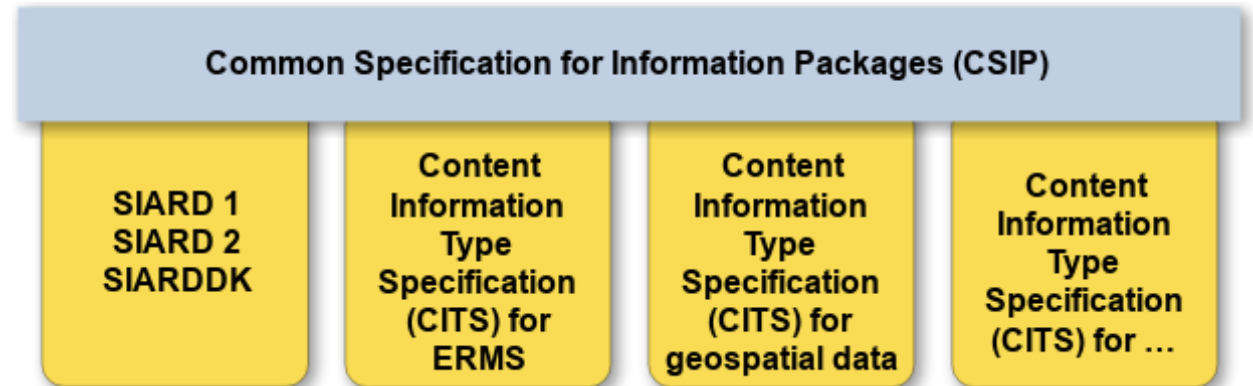 Common Specification for Information Packages (CSIP)
SIARD 1
SIARD 2
SIARDDK
Content
Information
Type
Specification
(CITS) for
ERMS
Content
Information
Type
Specification
(CITS) for
geospatial data
Content
Information
Type
Specification
(CITS) for …